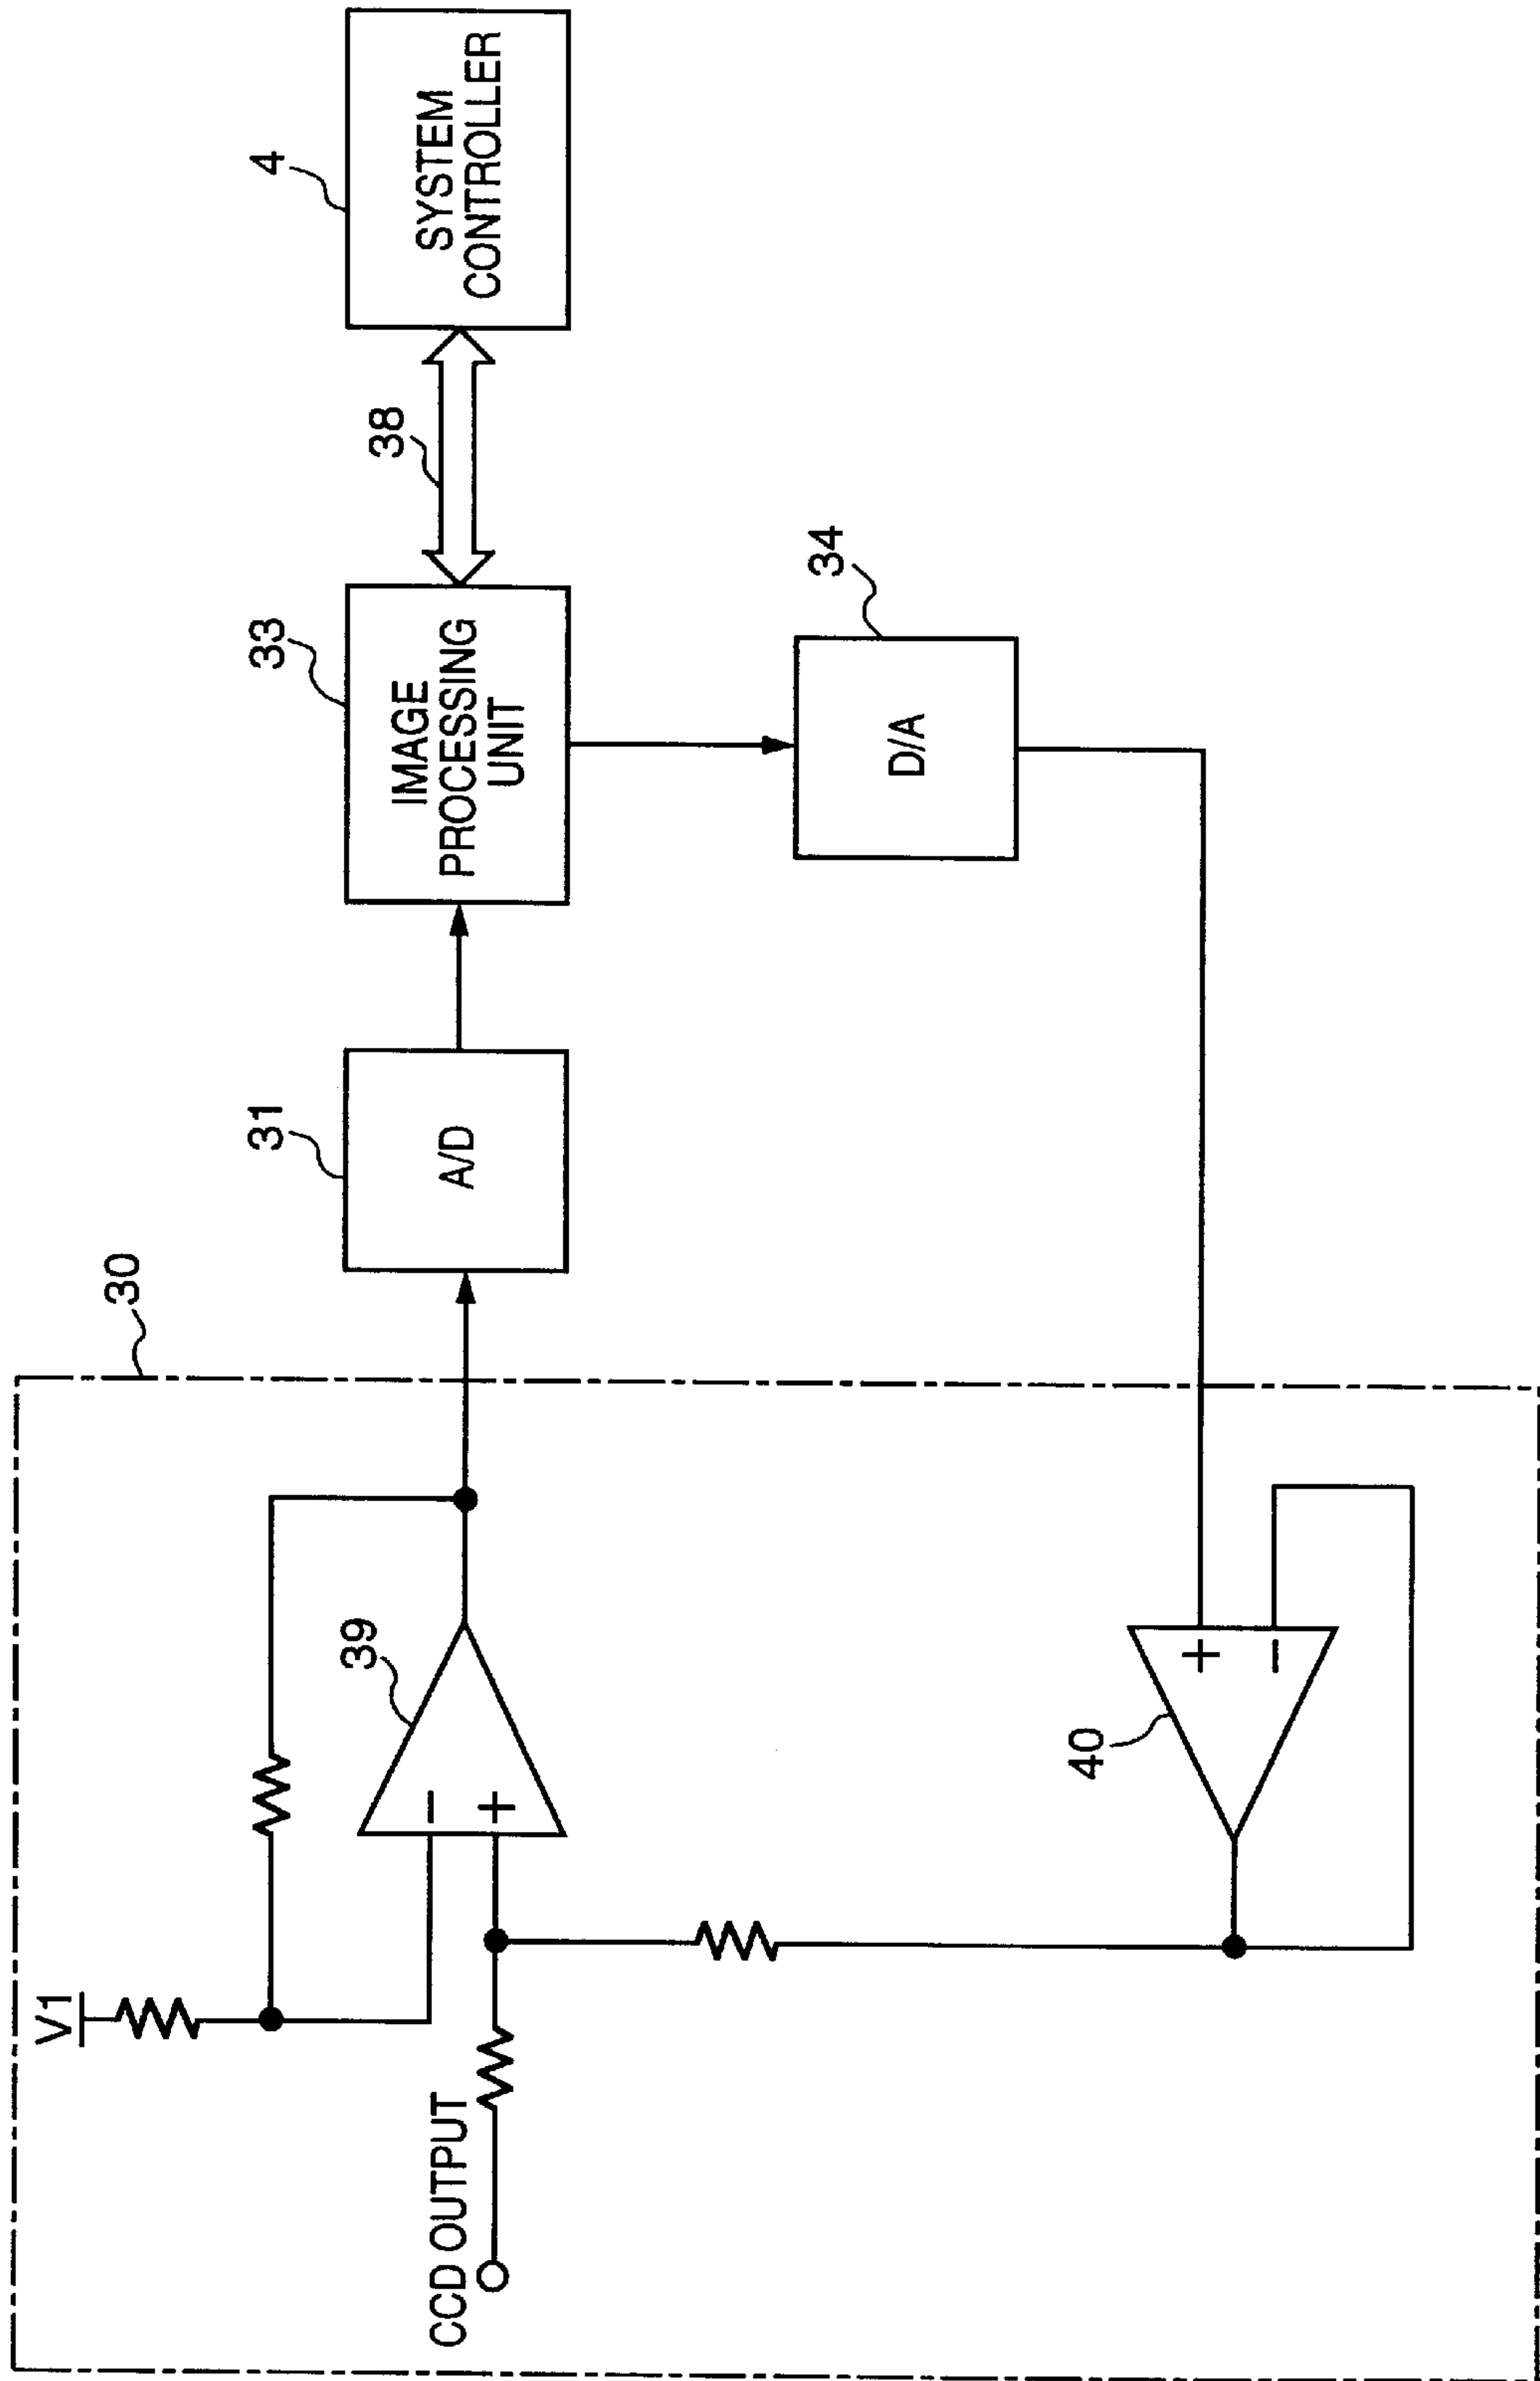 30
V1
CCD OUTPUT
−
+
39
31
A/D
33
IMAGE
PROCESSING
UNIT
38
4
SYSTEM
CONTROLLER
34
D/A
40
+
−